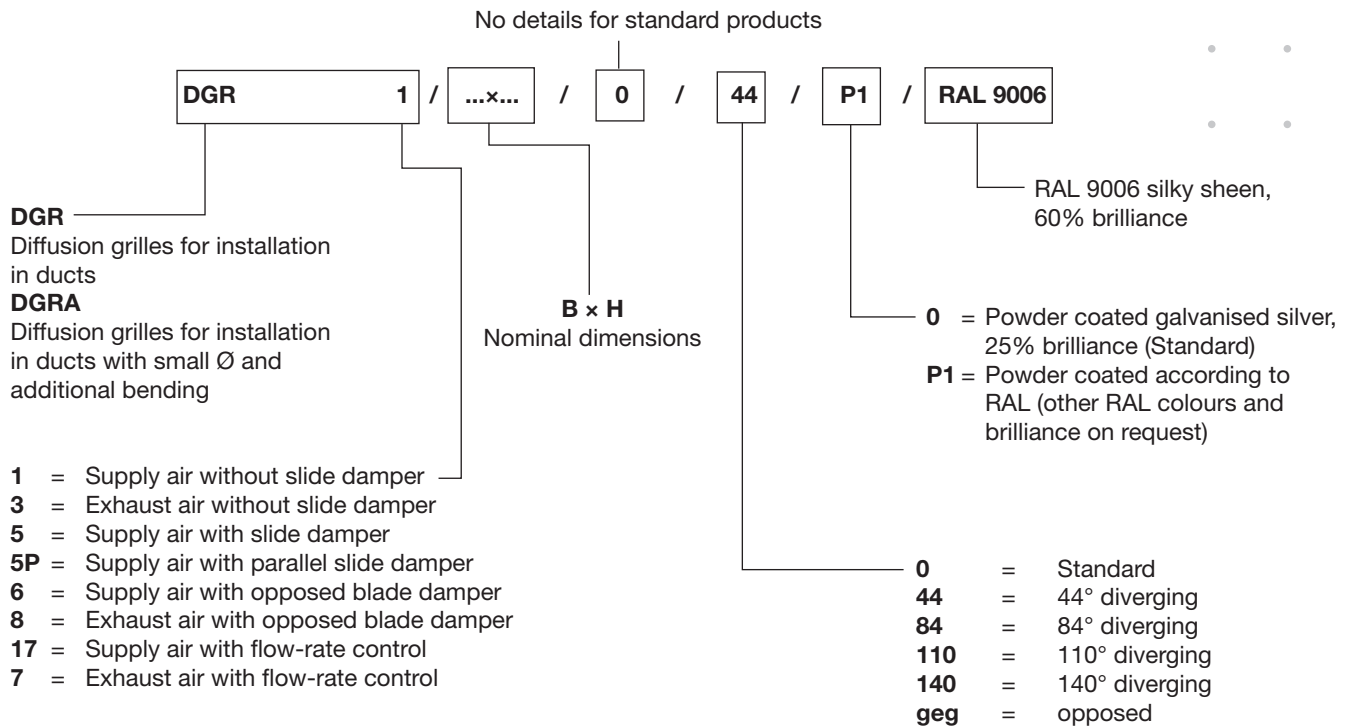 No details for standard products
DGR 1 / ...×... / 0 / 44 / P1 / RAL 9006
RAL 9006 silky sheen,
60% brilliance
DGR
Diffusion grilles for installation
in ducts
DGRA
Diffusion grilles for installation
in ducts with small Ø and
additional bending
B × H
Nominal dimensions
0 = Powder coated galvanised silver,
25% brilliance (Standard)
P1 = Powder coated according to
RAL (other RAL colours and
brilliance on request)
1 = Supply air without slide damper
3 = Exhaust air without slide damper
5 = Supply air with slide damper
5P = Supply air with parallel slide damper
6 = Supply air with opposed blade damper
8 = Exhaust air with opposed blade damper
17 = Supply air with flow-rate control
7 = Exhaust air with flow-rate control
0 = Standard
44 = 44° diverging
84 = 84° diverging
110 = 110° diverging
140 = 140° diverging
geg = opposed